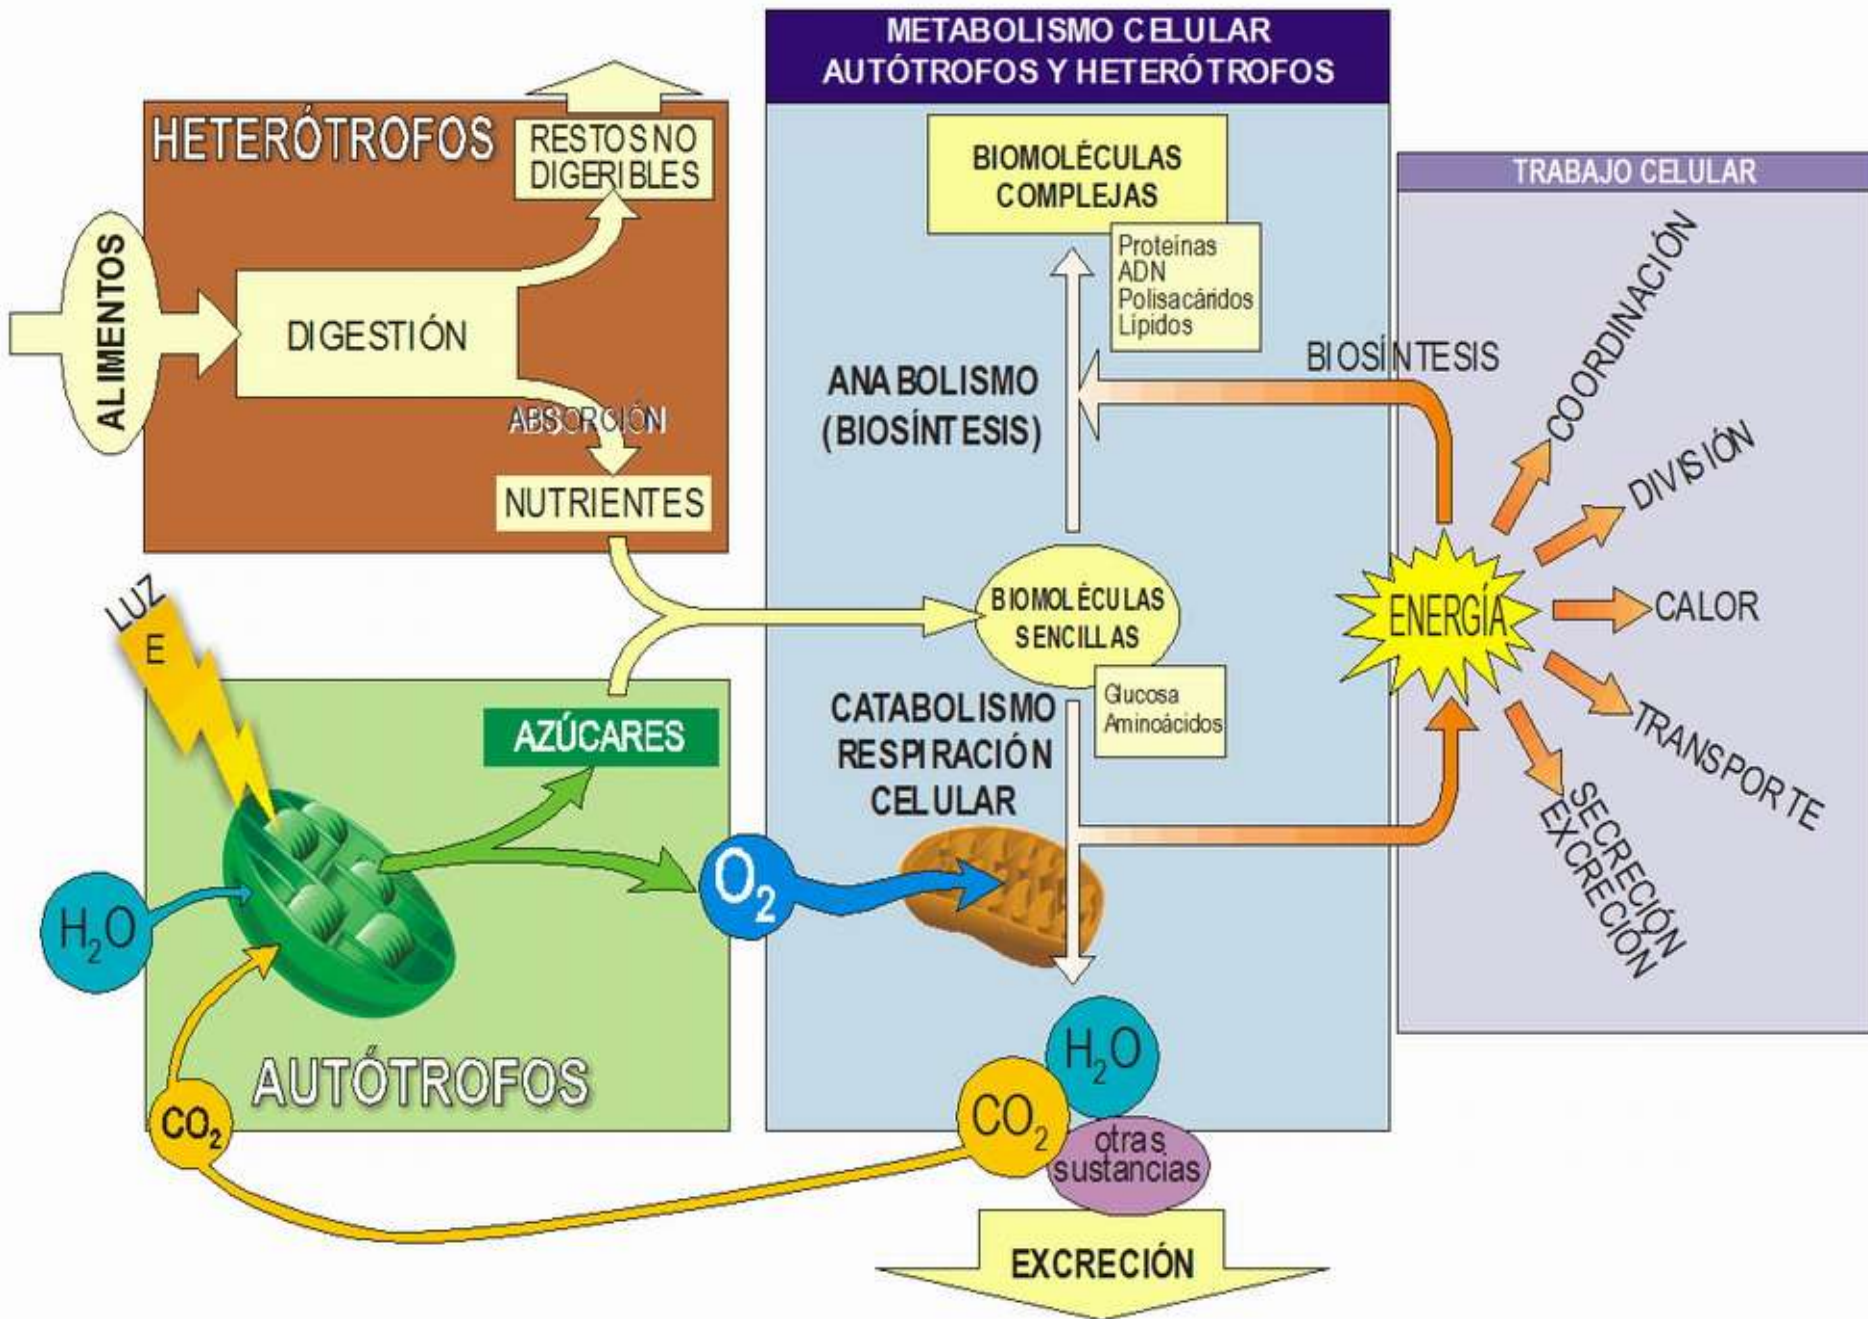 METABOLISMO CELULAR
AUTÓTROFOS Y HETERÓTROFOS
HETERÓTROFOS
RESTOS NO
DIGERIBLES
ALIMENTOS
DIGESTIÓN
ABSORCIÓN
NUTRIENTES
LUZ
E
AZÚCARES
H₂O
O₂
AUTÓTROFOS
CO₂
BIOMOLÉCULAS
COMPLEJAS
Proteínas
ADN
Polisacáridos
Lípidos
ANABOLISMO
(BIOSÍNTESIS)
BIOSÍNTESIS
BIOMOLÉCULAS
SENCILLAS
Glucosa
Aminoácidos
CATABOLISMO
RESPIRACIÓN
CELULAR
H₂O
CO₂
otras
sustancias
EXCRECIÓN
TRABAJO CELULAR
ENERGÍA
COORDINACIÓN
DIVISIÓN
CALOR
TRANSPORTE
SECRECIÓN
EXCRECIÓN